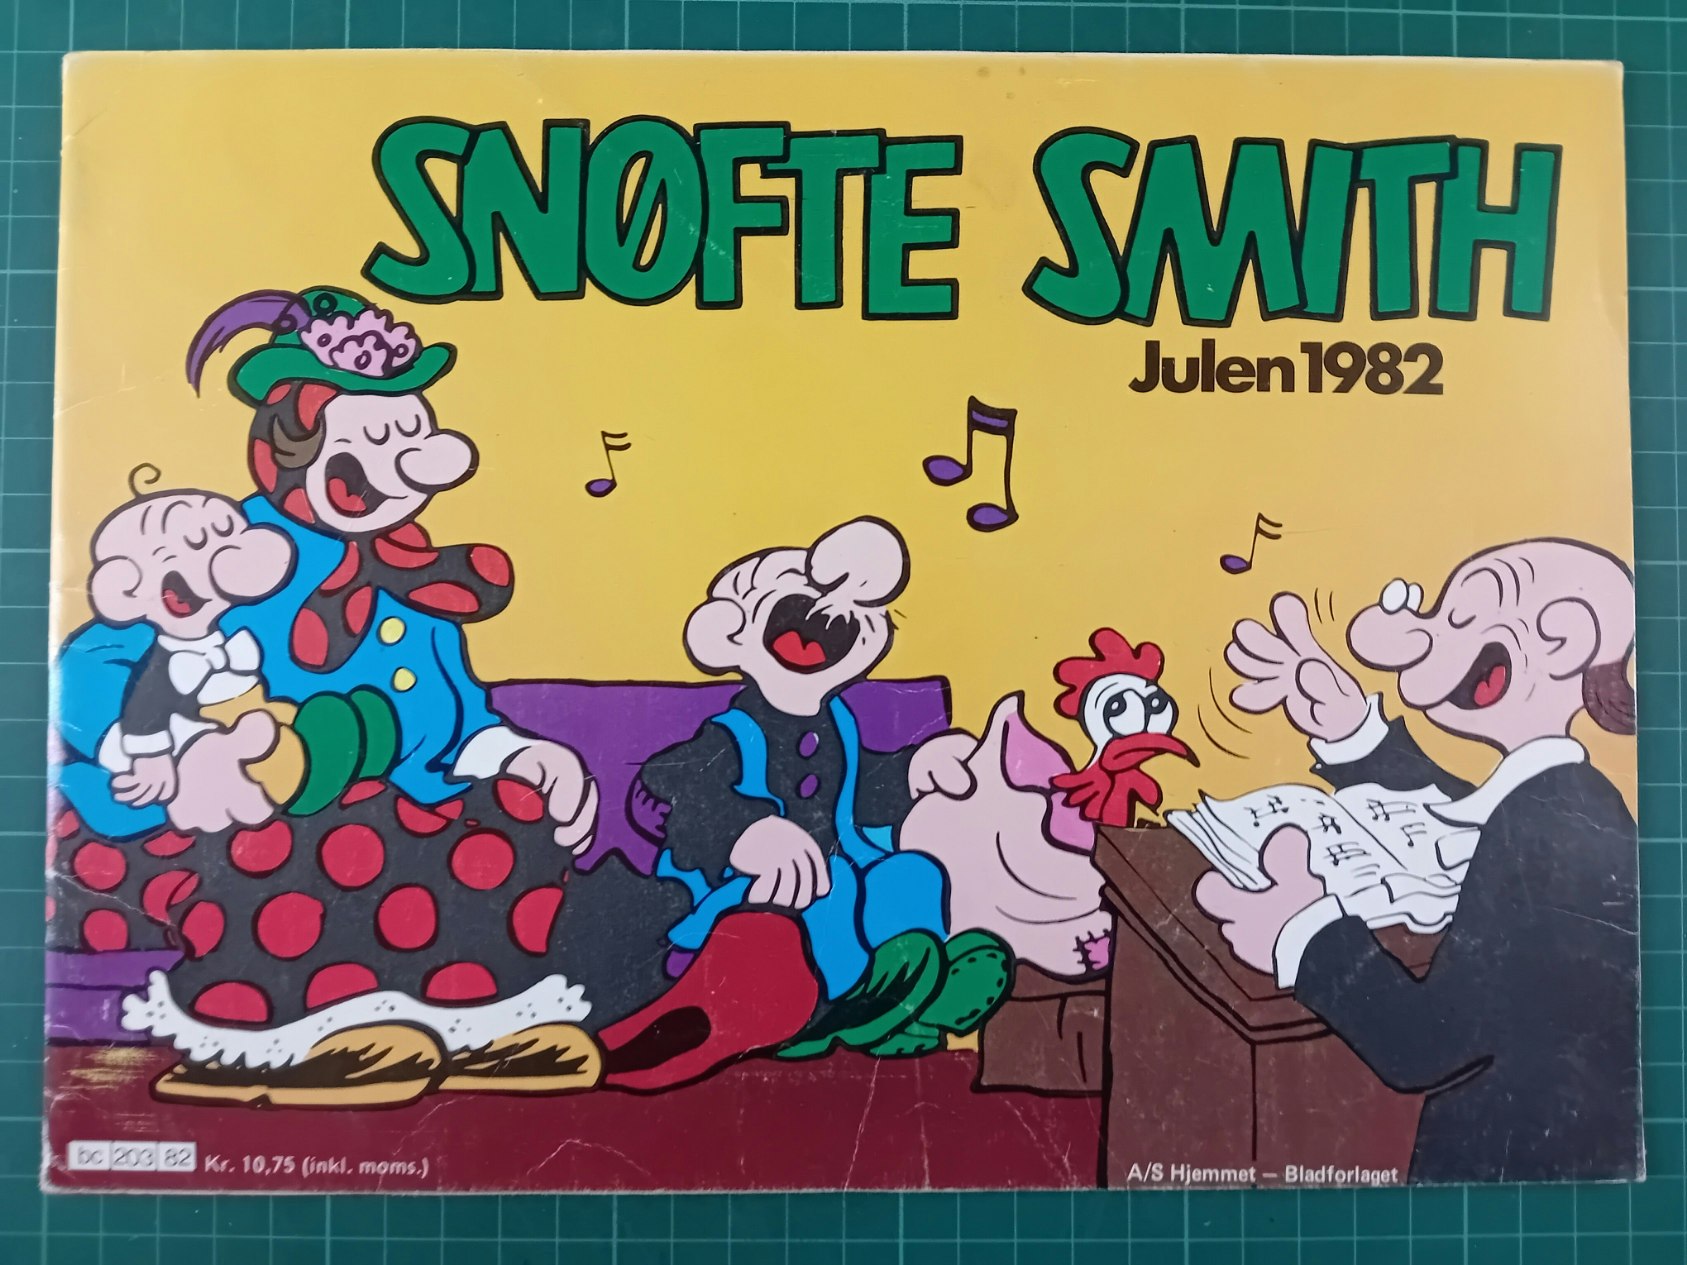 SNØFTE SMITH
Julen 1982
bc 203 82
Kr. 10,75 (inkl. moms.)
A/S Hjemmet — Bladforlaget